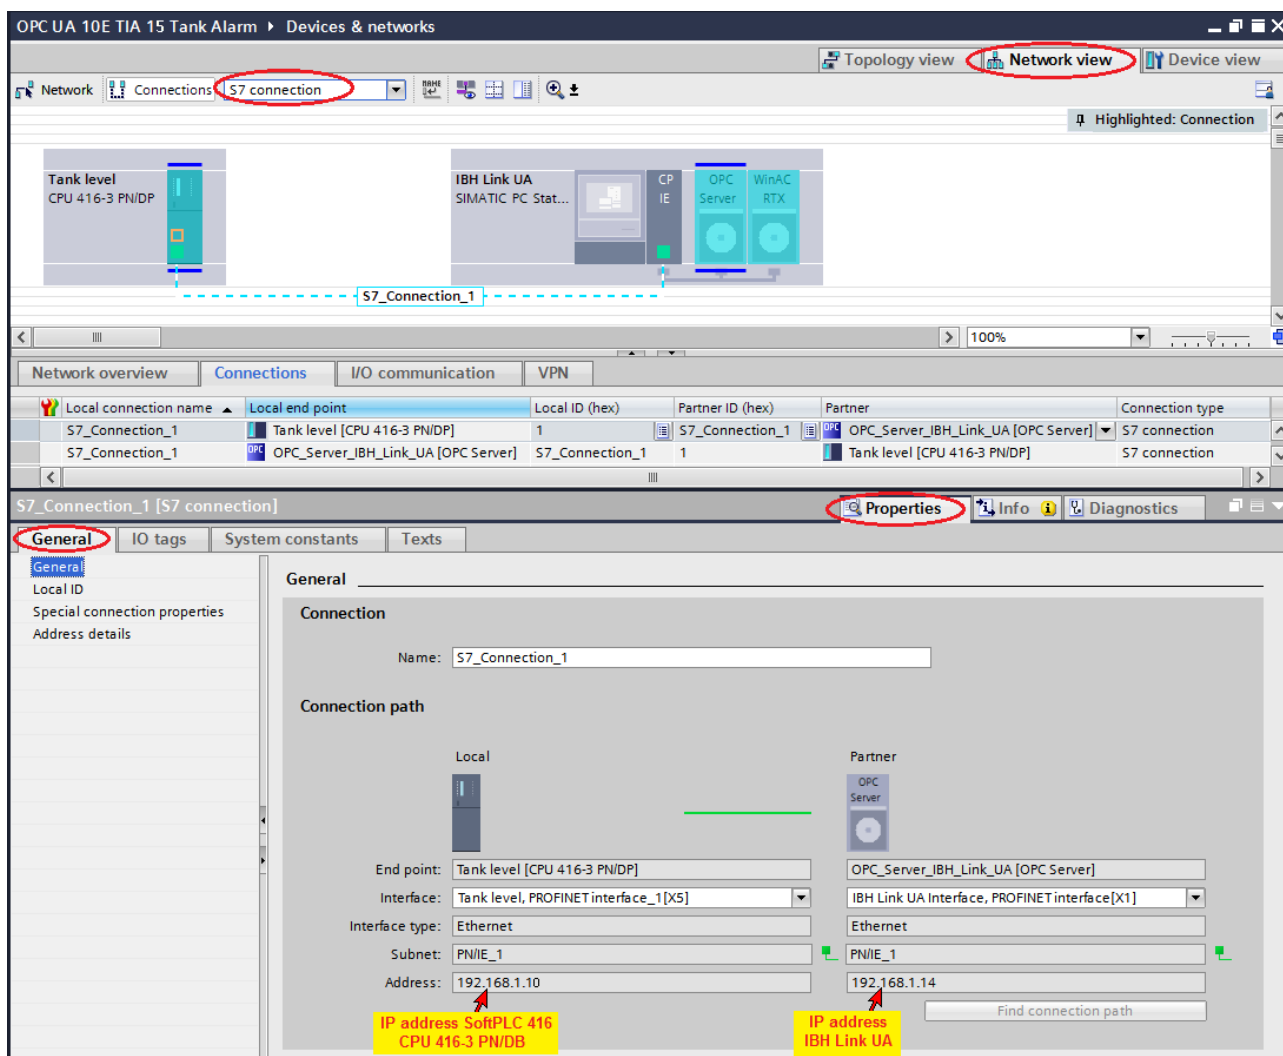 OPC UA 10E TIA 15 Tank Alarm ▸ Devices & networks
Topology view Network view Device view
Network Connections S7 connection
Highlighted: Connection
Tank level
CPU 416-3 PN/DP
IBH Link UA
SIMATIC PC Stat...
CP
IE
OPC
Server
WinAC
RTX
S7_Connection_1
100%
Network overview Connections I/O communication VPN
Local connection name Local end point Local ID (hex) Partner ID (hex) Partner Connection type
S7_Connection_1 Tank level [CPU 416-3 PN/DP] 1 S7_Connection_1 OPC OPC_Server_IBH_Link_UA [OPC Server] S7 connection
S7_Connection_1 OPC OPC_Server_IBH_Link_UA [OPC Server] S7_Connection_1 1 Tank level [CPU 416-3 PN/DP] S7 connection
S7_Connection_1 [S7 connection] Properties Info Diagnostics
General IO tags System constants Texts
General
Local ID
Special connection properties
Address details
General
Connection
Name: S7_Connection_1
Connection path
Local Partner
OPC
Server
End point: Tank level [CPU 416-3 PN/DP] OPC_Server_IBH_Link_UA [OPC Server]
Interface: Tank level, PROFINET interface_1[X5] IBH Link UA Interface, PROFINET interface[X1]
Interface type: Ethernet Ethernet
Subnet: PN/IE_1 PN/IE_1
Address: 192.168.1.10 192.168.1.14
Find connection path
IP address SoftPLC 416
CPU 416-3 PN/DB
IP address
IBH Link UA